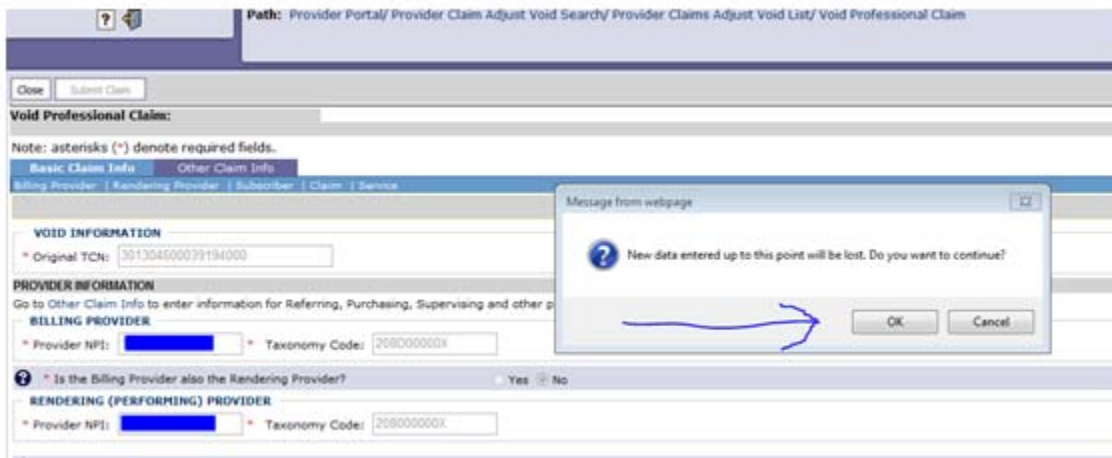 ?
Path: Provider Portal/ Provider Claim Adjust Void Search/ Provider Claims Adjust Void List/ Void Professional Claim
Close Submit Claim
Void Professional Claim:
Note: asterisks (*) denote required fields.
Basic Claim Info Other Claim Info
Billing Provider | Rendering Provider | Subscriber | Claim | Service
VOID INFORMATION
* Original TCN: 301304600039194000
PROVIDER INFORMATION
Go to Other Claim Info to enter information for Referring, Purchasing, Supervising and other p
BILLING PROVIDER
* Provider NPI: * Taxonomy Code: 208D00000X
? * Is the Billing Provider also the Rendering Provider? Yes No
RENDERING (PERFORMING) PROVIDER
* Provider NPI: * Taxonomy Code: 208D00000X
Message from webpage
? New data entered up to this point will be lost. Do you want to continue?
OK Cancel